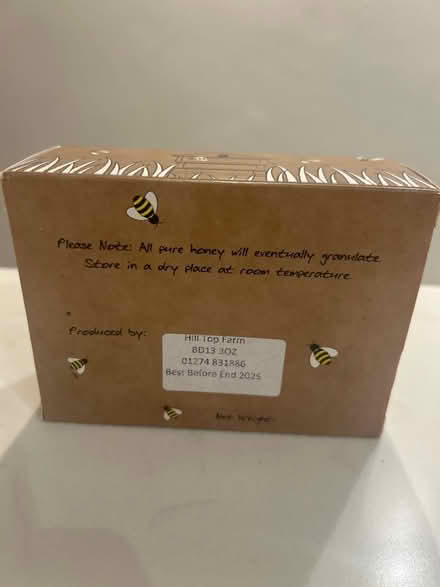 Please Note: All pure honey will eventually granulate
Store in a dry place at room temperature
Produced by:
Hill Top Farm
BD13 3QZ
01274 831886
Best Before End 2025
Net Weight: